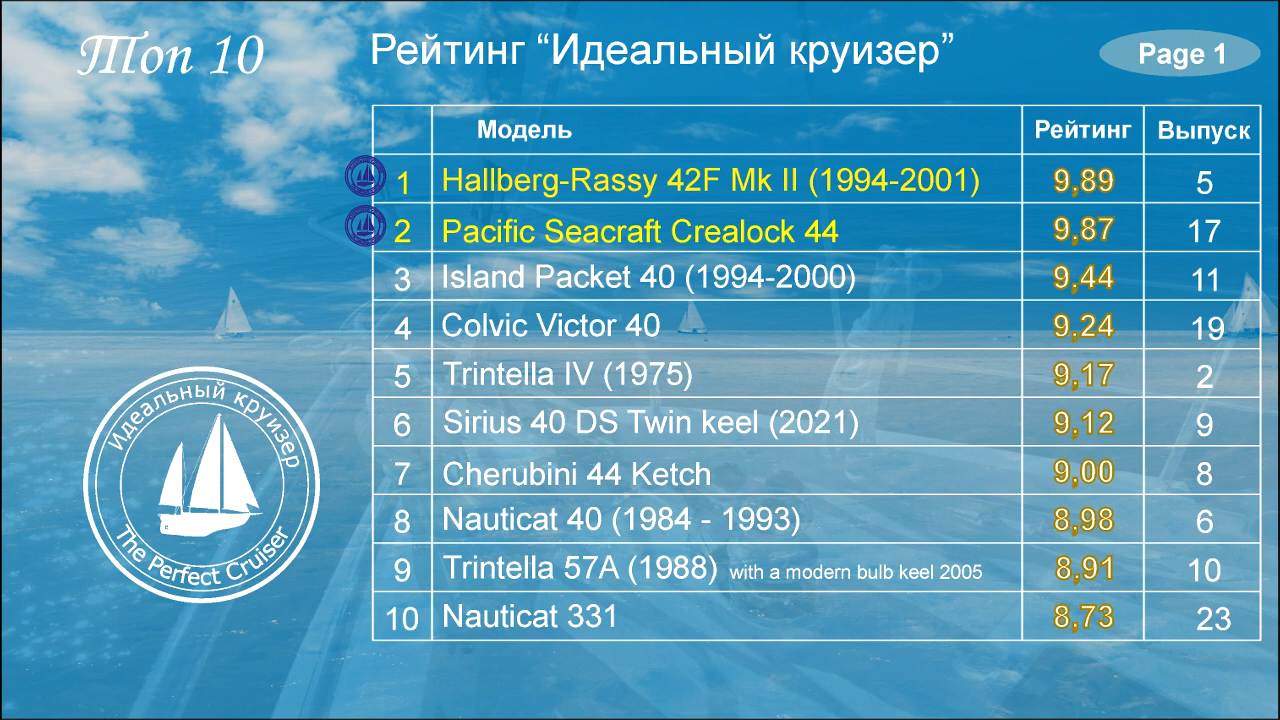 Топ 10
Рейтинг “Идеальный круизер”
Page 1
Модель Рейтинг Выпуск
1 Hallberg-Rassy 42F Mk II (1994-2001) 9,89 5
2 Pacific Seacraft Crealock 44 9,87 17
3 Island Packet 40 (1994-2000) 9,44 11
4 Colvic Victor 40 9,24 19
5 Trintella IV (1975) 9,17 2
6 Sirius 40 DS Twin keel (2021) 9,12 9
7 Cherubini 44 Ketch 9,00 8
8 Nauticat 40 (1984 - 1993) 8,98 6
9 Trintella 57A (1988) with a modern bulb keel 2005 8,91 10
10 Nauticat 331 8,73 23
Идеальный круизер
The Perfect Cruiser